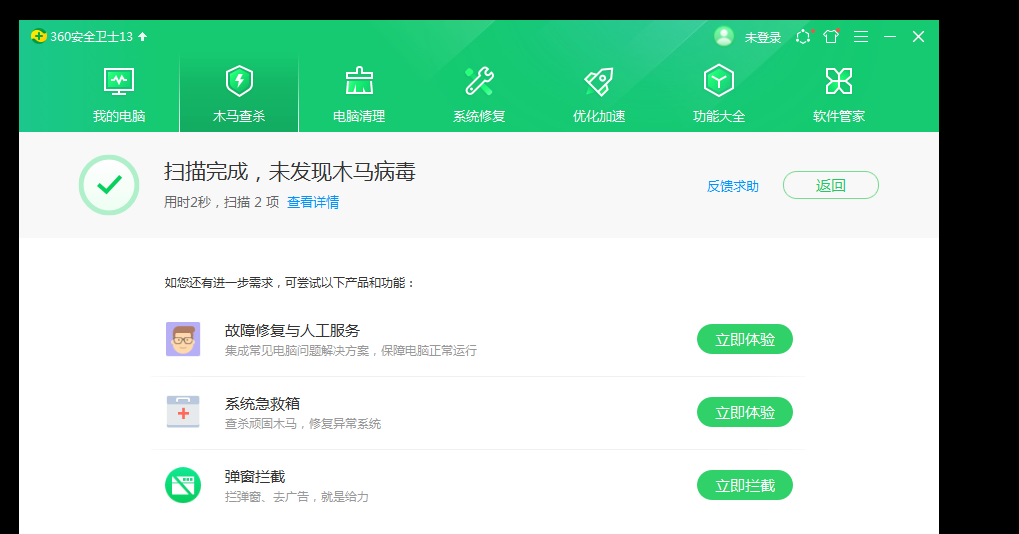 360安全卫士13
未登录
我的电脑
木马查杀
电脑清理
系统修复
优化加速
功能大全
软件管家
扫描完成，未发现木马病毒
用时2秒，扫描 2 项 查看详情
反馈求助
返回
如您还有进一步需求，可尝试以下产品和功能：
故障修复与人工服务
集成常见电脑问题解决方案，保障电脑正常运行
立即体验
系统急救箱
查杀顽固木马，修复异常系统
立即体验
弹窗拦截
拦弹窗、去广告，就是给力
立即拦截